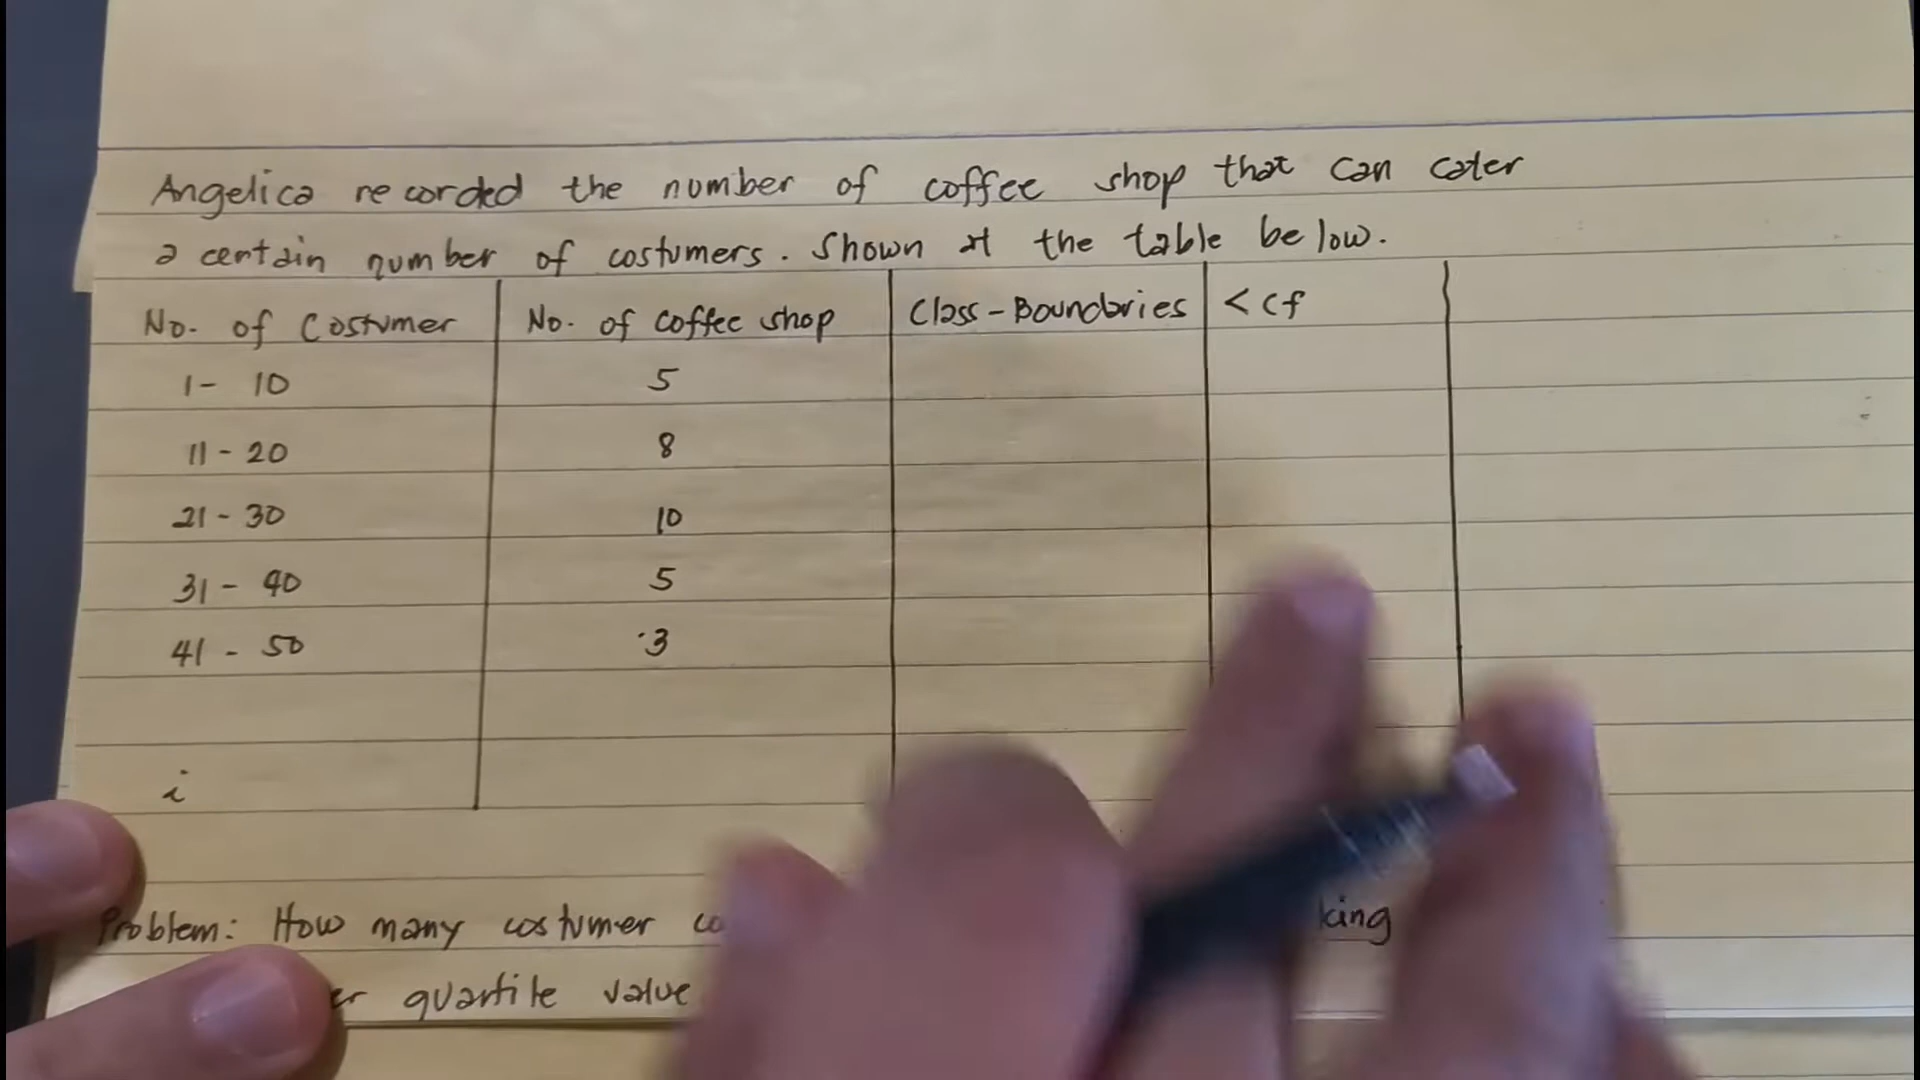 Angelica recorded the number of coffee shop that can cater
a certain number of costumers. Shown at the table below.
No. of Costumer No. of coffee shop Class-Boundaries <cf
1- 10 5
11-20 8
21-30 10
31-40 5
41-50 3
i
Problem: How many costumer
quartile value